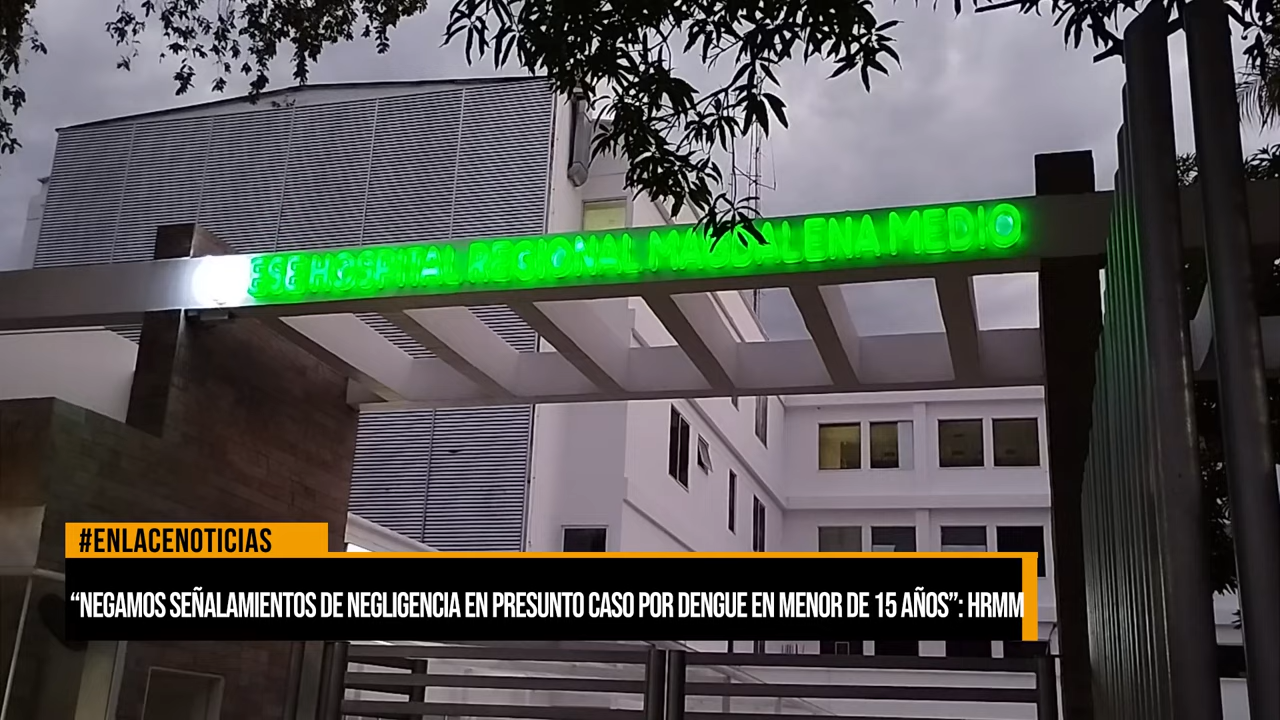 ESE HOSPITAL REGIONAL MAGDALENA MEDIO
#ENLACENOTICIAS
“NEGAMOS SEÑALAMIENTOS DE NEGLIGENCIA EN PRESUNTO CASO POR DENGUE EN MENOR DE 15 AÑOS”: HRMM